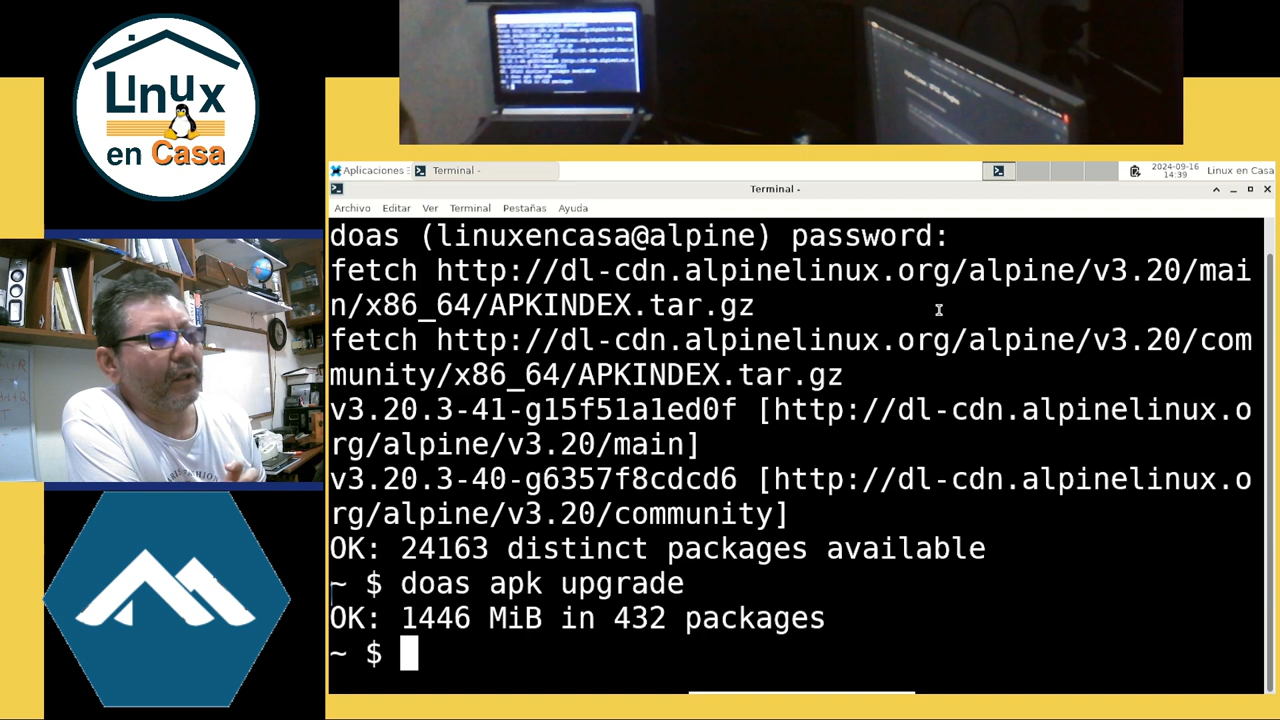 Linux
en Casa
Aplicaciones
Terminal -
2024-09-16
14:39
Linux en Casa
Terminal -
Archivo Editar Ver Terminal Pestañas Ayuda
doas (linuxencasa@alpine) password:
fetch http://dl-cdn.alpinelinux.org/alpine/v3.20/mai
n/x86_64/APKINDEX.tar.gz
fetch http://dl-cdn.alpinelinux.org/alpine/v3.20/com
munity/x86_64/APKINDEX.tar.gz
v3.20.3-41-g15f51a1ed0f [http://dl-cdn.alpinelinux.o
rg/alpine/v3.20/main]
v3.20.3-40-g6357f8cdcd6 [http://dl-cdn.alpinelinux.o
rg/alpine/v3.20/community]
OK: 24163 distinct packages available
~ $ doas apk upgrade
OK: 1446 MiB in 432 packages
~ $